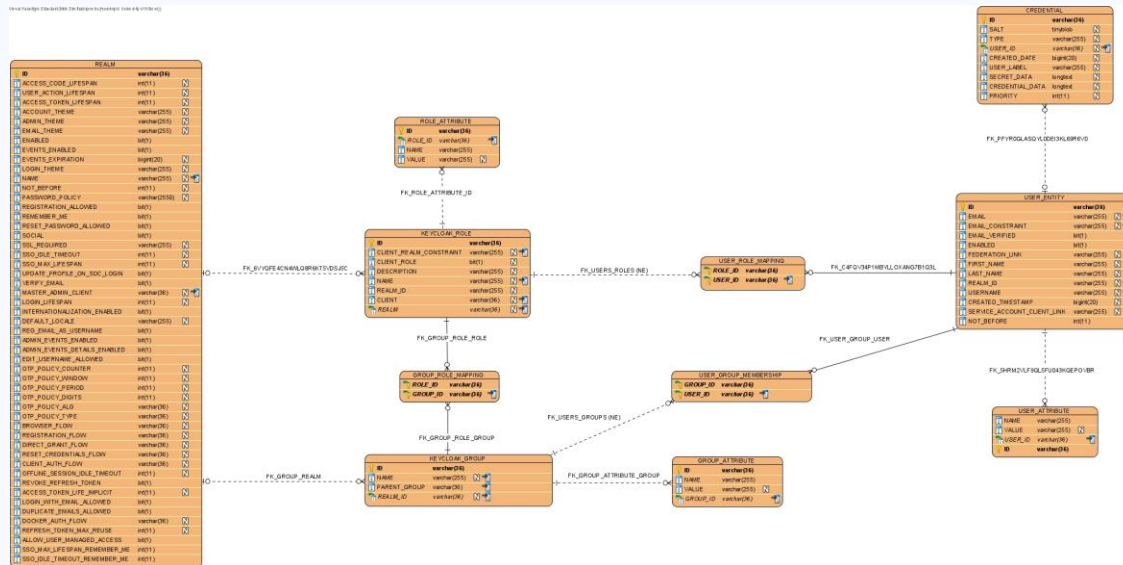 REALM
ID varchar(36)
ACCESS_CODE_LIFESPAN int(11) N
USER_ACTION_LIFESPAN int(11) N
ACCESS_TOKEN_LIFESPAN int(11) N
ACCOUNT_THEME varchar(255) N
ADMIN_THEME varchar(255) N
EMAIL_THEME varchar(255) N
ENABLED bit(1)
EVENTS_ENABLED bit(1)
EVENTS_EXPIRATION bigint(20) N
LOGIN_THEME varchar(255) N
NAME varchar(255) N
NOT_BEFORE int(11) N
PASSWORD_POLICY varchar(2550) N
REGISTRATION_ALLOWED bit(1)
REMEMBER_ME bit(1)
RESET_PASSWORD_ALLOWED bit(1)
SOCIAL bit(1)
SSL_REQUIRED varchar(255) N
SSO_IDLE_TIMEOUT int(11) N
SSO_MAX_LIFESPAN int(11) N
UPDATE_PROFILE_ON_SOC_LOGIN bit(1)
VERIFY_EMAIL bit(1)
MASTER_ADMIN_CLIENT varchar(36) N
LOGIN_LIFESPAN int(11) N
INTERNATIONALIZATION_ENABLED bit(1)
DEFAULT_LOCALE varchar(255) N
REG_EMAIL_AS_USERNAME bit(1)
ADMIN_EVENTS_ENABLED bit(1)
ADMIN_EVENTS_DETAILS_ENABLED bit(1)
EDIT_USERNAME_ALLOWED bit(1)
OTP_POLICY_COUNTER int(11) N
OTP_POLICY_WINDOW int(11) N
OTP_POLICY_PERIOD int(11) N
OTP_POLICY_DIGITS int(11) N
OTP_POLICY_ALG varchar(36) N
OTP_POLICY_TYPE varchar(36) N
BROWSER_FLOW varchar(36) N
REGISTRATION_FLOW varchar(36) N
DIRECT_GRANT_FLOW varchar(36) N
RESET_CREDENTIALS_FLOW varchar(36) N
CLIENT_AUTH_FLOW varchar(36) N
OFFLINE_SESSION_IDLE_TIMEOUT int(11) N
REVOKE_REFRESH_TOKEN bit(1)
ACCESS_TOKEN_LIFE_IMPLICIT int(11) N
LOGIN_WITH_EMAIL_ALLOWED bit(1)
DUPLICATE_EMAILS_ALLOWED bit(1)
DOCKER_AUTH_FLOW varchar(36) N
REFRESH_TOKEN_MAX_REUSE int(11) N
ALLOW_USER_MANAGED_ACCESS bit(1)
SSO_MAX_LIFESPAN_REMEMBER_ME int(11)
SSO_IDLE_TIMEOUT_REMEMBER_ME int(11)
ROLE_ATTRIBUTE
ID varchar(36)
ROLE_ID varchar(36)
NAME varchar(255)
VALUE varchar(255) N
FK_ROLE_ATTRIBUTE_ID
KEYCLOAK_ROLE
ID varchar(36)
CLIENT_REALM_CONSTRAINT varchar(255) N
CLIENT_ROLE bit(1) N
DESCRIPTION varchar(255) N
NAME varchar(255) N
REALM_ID varchar(255) N
CLIENT varchar(36) N
REALM varchar(36) N
FK_GROUP_ROLE_ROLE
GROUP_ROLE_MAPPING
ROLE_ID varchar(36)
GROUP_ID varchar(36)
FK_GROUP_ROLE_GROUP
KEYCLOAK_GROUP
ID varchar(36)
NAME varchar(255) N
PARENT_GROUP varchar(36)
REALM_ID varchar(36) N
FK_GROUP_REALM
FK_USERS_ROLES (NE)
USER_ROLE_MAPPING
ROLE_ID varchar(36)
USER_ID varchar(36)
FK_USER_GROUP_USER
USER_GROUP_MEMBERSHIP
GROUP_ID varchar(36)
USER_ID varchar(36)
FK_USERS_GROUPS (NE)
FK_GROUP_ATTRIBUTE_GROUP
GROUP_ATTRIBUTE
ID varchar(36)
NAME varchar(255)
VALUE varchar(255) N
GROUP_ID varchar(36)
CREDENTIAL
ID varchar(36)
SALT tinyblob N
TYPE varchar(255) N
USER_ID varchar(36) N
CREATED_DATE bigint(20) N
USER_LABEL varchar(255) N
SECRET_DATA longtext N
CREDENTIAL_DATA longtext N
PRIORITY int(11) N
USER_ENTITY
ID varchar(36)
EMAIL varchar(255) N
EMAIL_CONSTRAINT varchar(255) N
EMAIL_VERIFIED bit(1)
ENABLED bit(1)
FEDERATION_LINK varchar(255) N
FIRST_NAME varchar(255) N
LAST_NAME varchar(255) N
REALM_ID varchar(255) N
USERNAME varchar(255) N
CREATED_TIMESTAMP bigint(20) N
SERVICE_ACCOUNT_CLIENT_LINK varchar(255) N
NOT_BEFORE int(11)
USER_ATTRIBUTE
NAME varchar(255)
VALUE varchar(255) N
USER_ID varchar(36)
ID varchar(36)